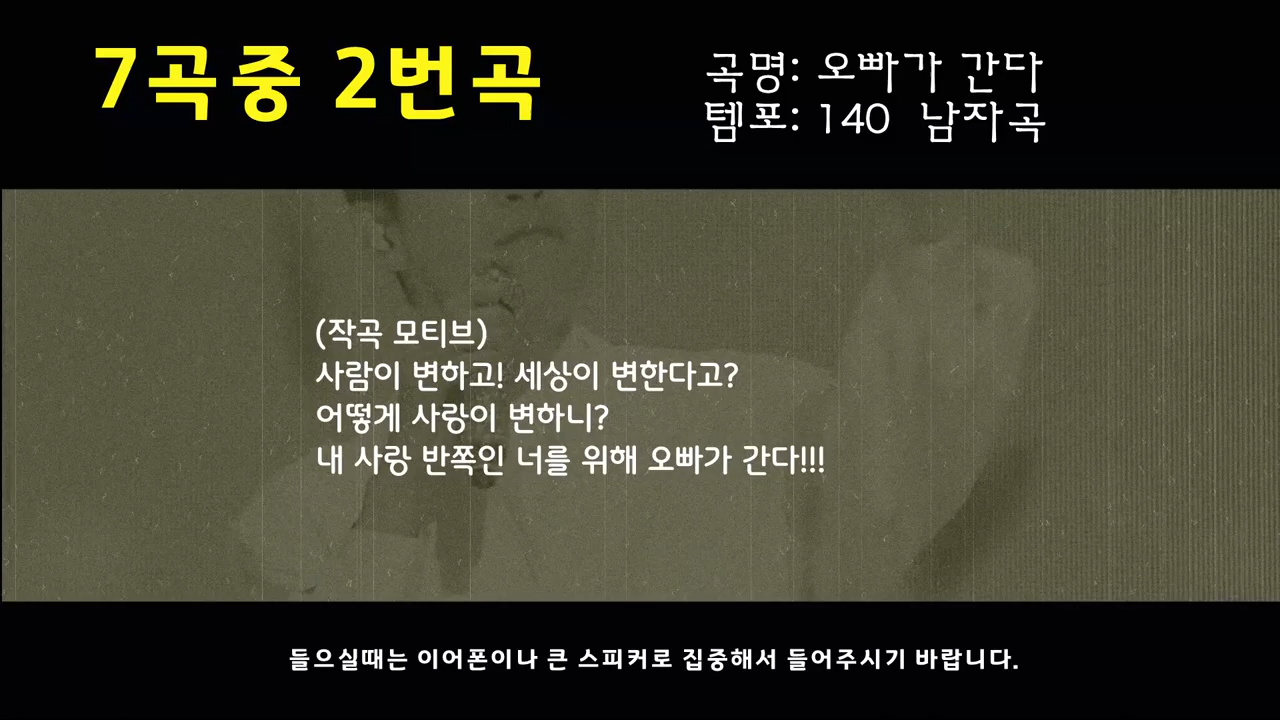 7곡중 2번곡
곡명: 오빠가 간다
템포: 140 남자곡
(작곡 모티브)
사람이 변하고! 세상이 변한다고?
어떻게 사랑이 변하니?
내 사랑 반쪽인 너를 위해 오빠가 간다!!!
들으실때는 이어폰이나 큰 스피커로 집중해서 들어주시기 바랍니다.